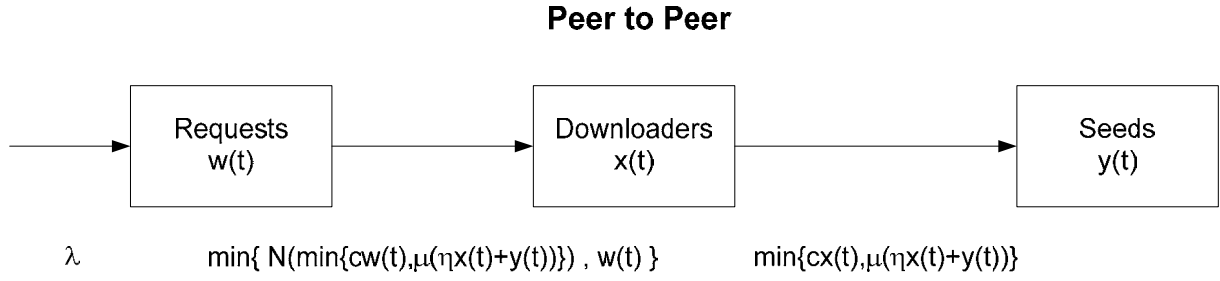 Peer to Peer
Requests
w(t)
Downloaders
x(t)
Seeds
y(t)
λ
min{ N(min{cw(t),μ(ηx(t)+y(t))}) , w(t) }
min{cx(t),μ(ηx(t)+y(t))}